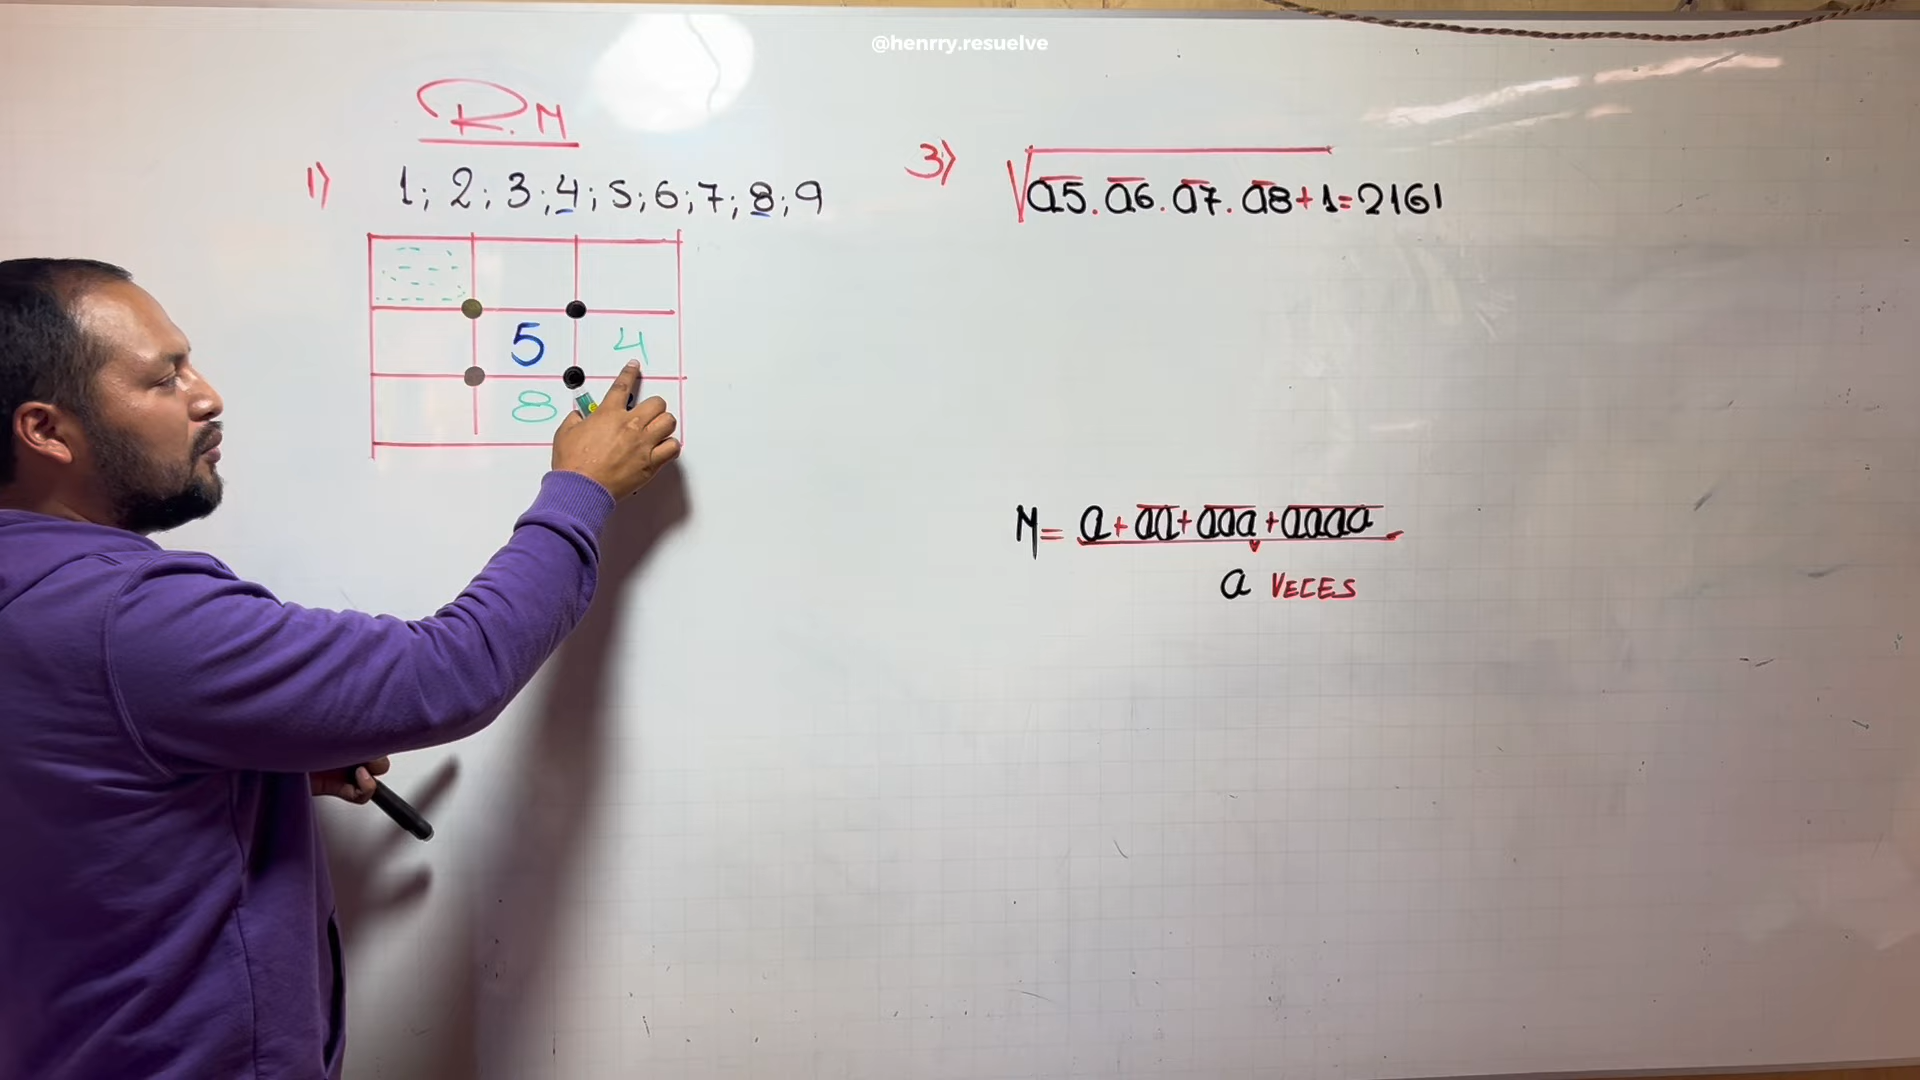 @henrry.resuelve
R.M
1) 1; 2; 3; 4; 5; 6; 7; 8; 9
5 4
8
3) √a5. a6. a7. a8+1=2161
M= a+aa+aaa+aaaa
a VECES